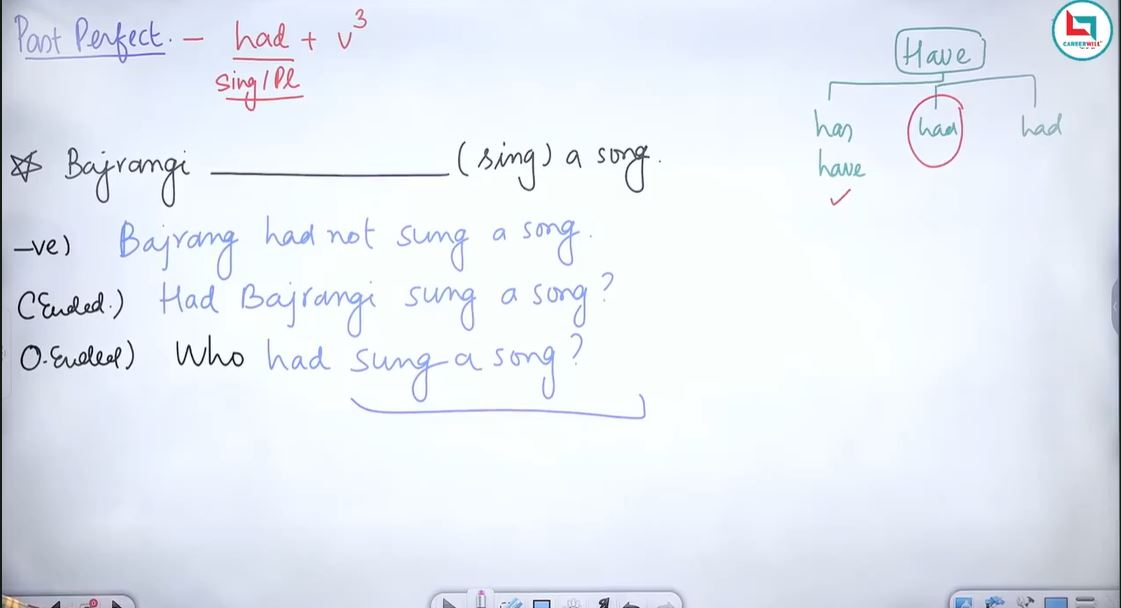 Past Perfect. - had + v³
Sing/Pl
Have
has had had
have
☆ Bajrangi ____________ (sing) a song.
-ve) Bajrang had not sung a song.
(C Ended.) Had Bajrangi sung a song?
O. Ended) Who had sung a song?
CAREERWILL